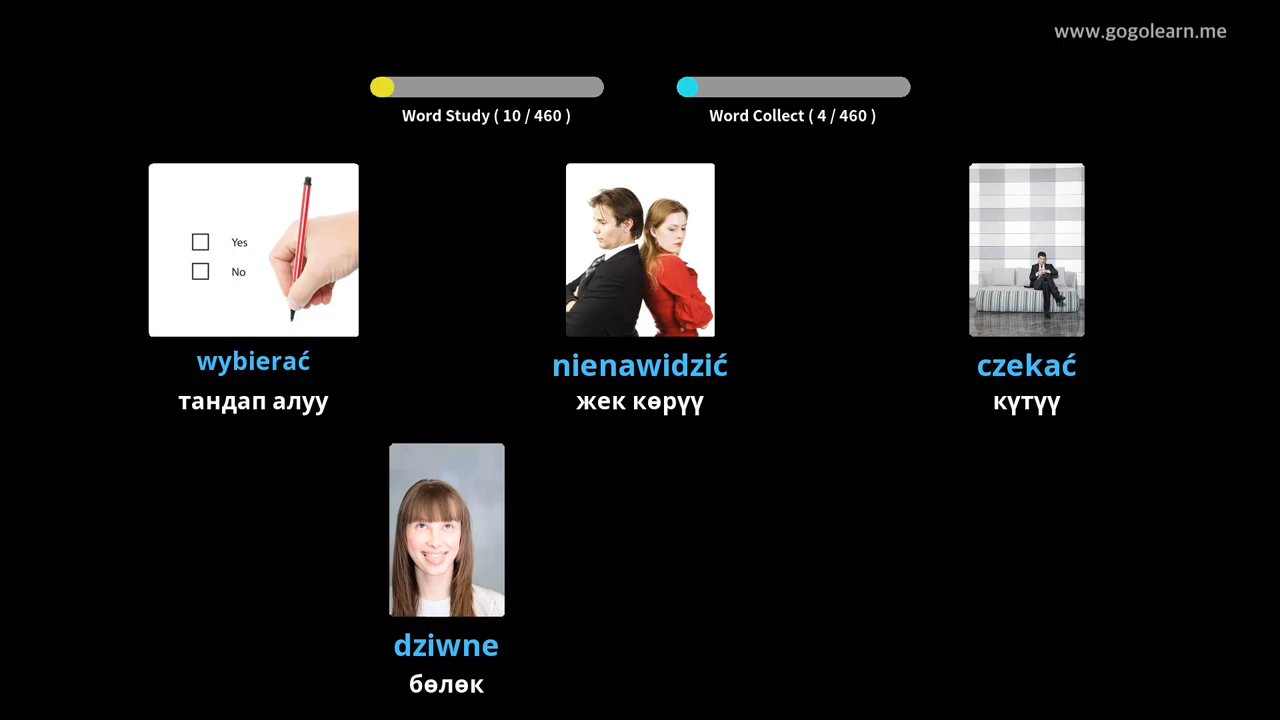 www.gogolearn.me
Word Study ( 10 / 460 )
Word Collect ( 4 / 460 )
Yes
No
wybierać
тандап алуу
nienawidzić
жек көрүү
czekać
күтүү
dziwne
бөлөк